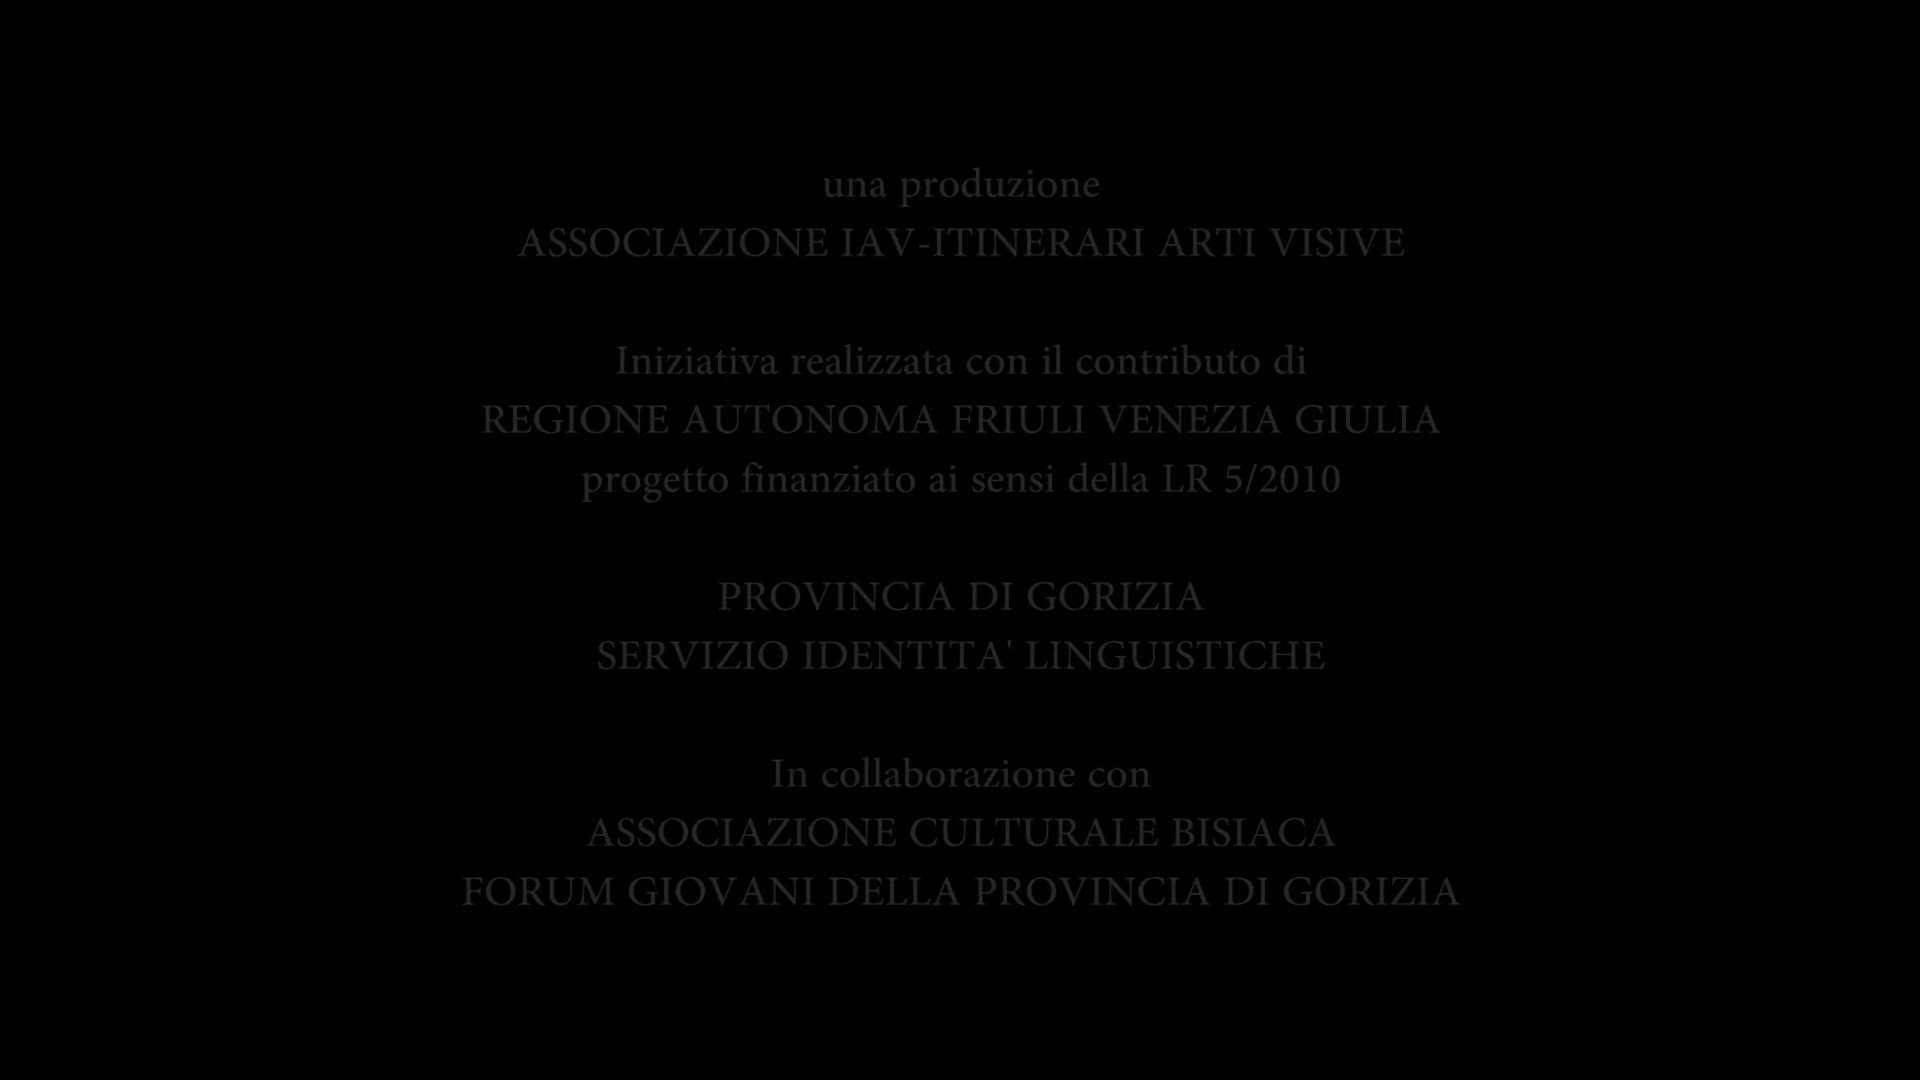 una produzione
ASSOCIAZIONE IAV-ITINERARI ARTI VISIVE
Iniziativa realizzata con il contributo di
REGIONE AUTONOMA FRIULI VENEZIA GIULIA
progetto finanziato ai sensi della LR 5/2010
PROVINCIA DI GORIZIA
SERVIZIO IDENTITA' LINGUISTICHE
In collaborazione con
ASSOCIAZIONE CULTURALE BISIACA
FORUM GIOVANI DELLA PROVINCIA DI GORIZIA